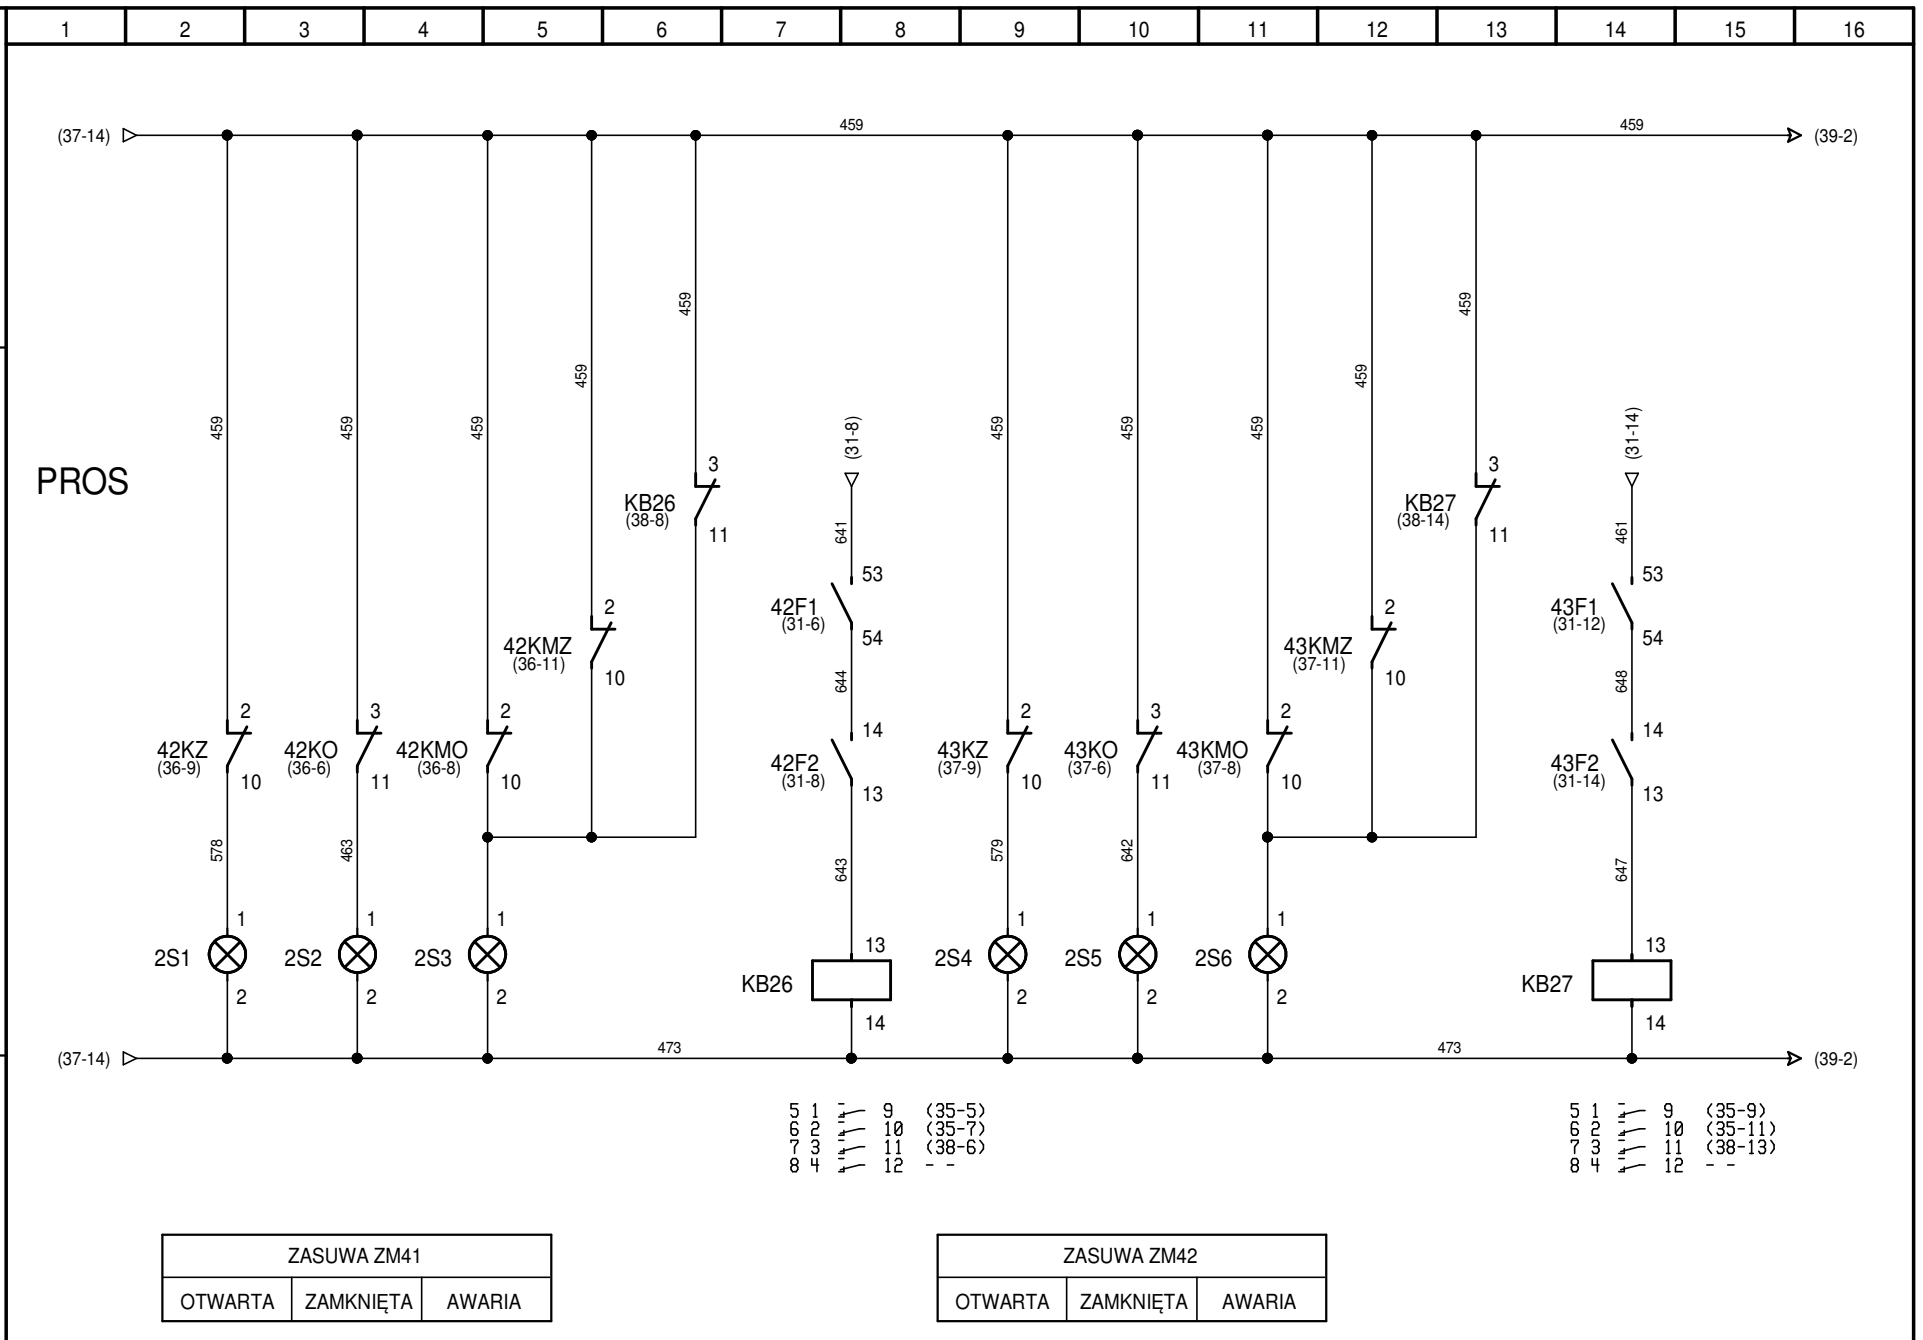 1 2 3 4 5 6 7 8 9 10 11 12 13 14 15 16
(37-14) 459 459 (39-2)
459 459
459 459
459 459 459 (31-8) 459 459 459 (31-14)
PROS
3 3
KB26 KB27
(38-8) (38-14)
11 641 11 461
53 53
2 42F1 2 43F1
(31-6) (31-12)
42KMZ 54 43KMZ 54
(36-11) (37-11)
10 644 10 648
2 3 2 14 2 3 2 14
42KZ 42KO 42KMO 42F2 43KZ 43KO 43KMO 43F2
(36-9) (36-6) (36-8) (31-8) (37-9) (37-6) (37-8) (31-14)
10 11 10 13 10 11 10 13
578 463 643 579 642 647
1 1 1 1 1 1
2S1 2S2 2S3 13 2S4 2S5 2S6 13
KB26 KB27
2 2 2 2 2 2
14 14
(37-14) 473 473 (39-2)
5 1 9 (35-5) 5 1 9 (35-9)
6 2 10 (35-7) 6 2 10 (35-11)
7 3 11 (38-6) 7 3 11 (38-13)
8 4 12 - - 8 4 12 - -
ZASUWA ZM41 ZASUWA ZM42
OTWARTA ZAMKNIĘTA AWARIA OTWARTA ZAMKNIĘTA AWARIA